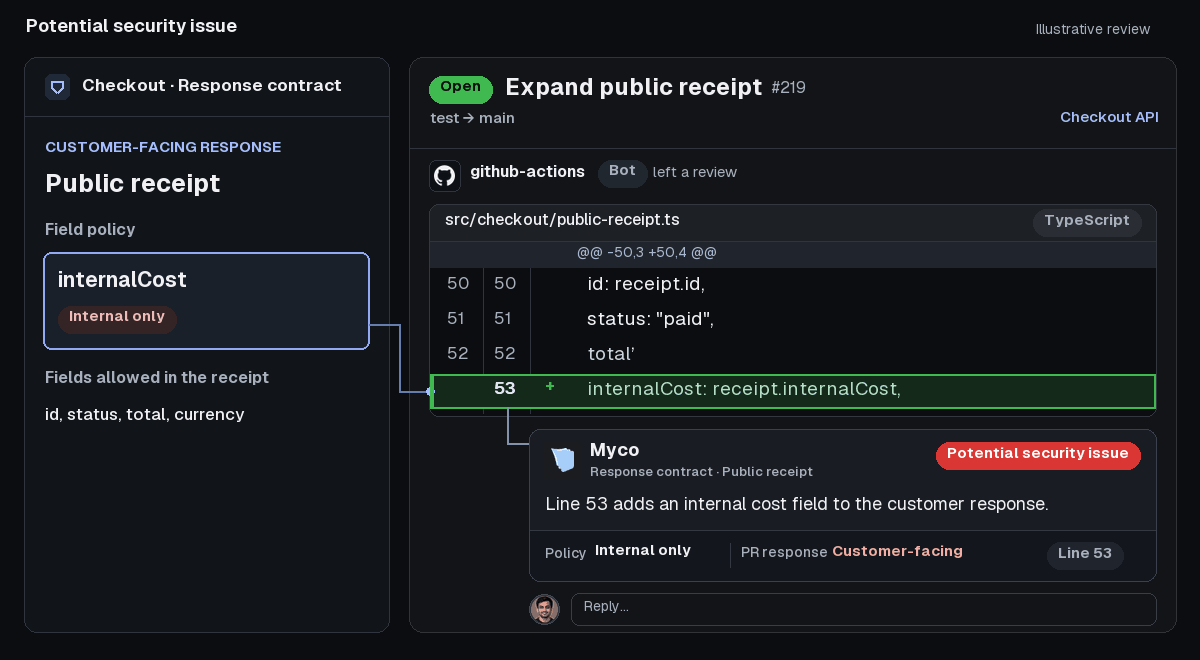 Potential security issue
Illustrative review
Checkout · Response contract
CUSTOMER-FACING RESPONSE
Public receipt
Field policy
internalCost
Internal only
Fields allowed in the receipt
id, status, total, currency
Open Expand public receipt #219
test → main
Checkout API
github-actions Bot left a review
src/checkout/public-receipt.ts TypeScript
@@ -50,3 +50,4 @@
50 50 id: receipt.id,
51 51 status: "paid",
52 52 total’
53 + internalCost: receipt.internalCost,
Myco
Potential security issue
Response contract · Public receipt
Line 53 adds an internal cost field to the customer response.
Policy Internal only PR response Customer-facing Line 53
Reply...